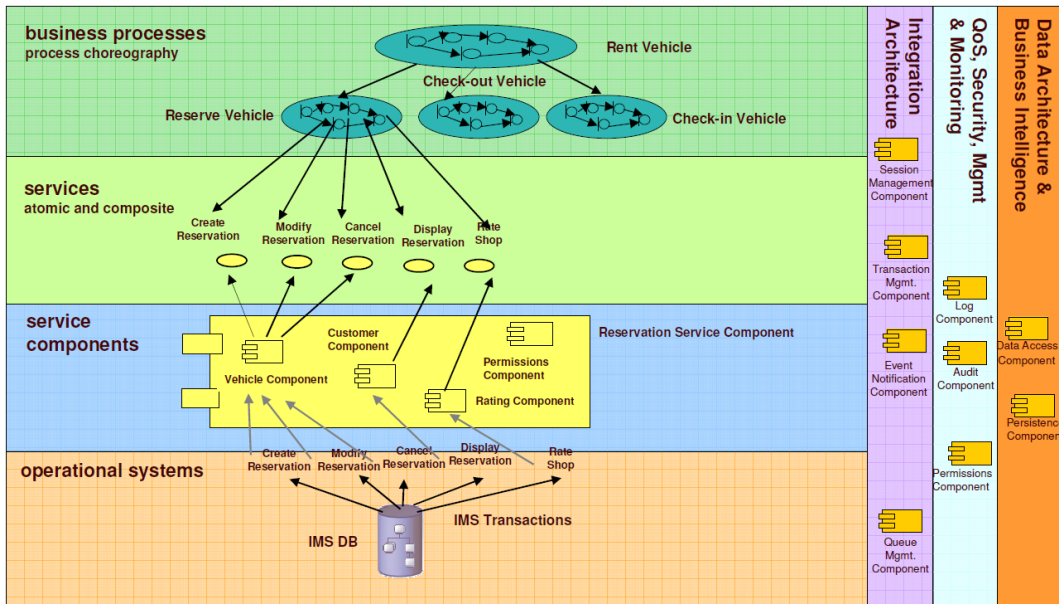 business processes
process choreography
Rent Vehicle
Check-out Vehicle
Reserve Vehicle
Check-in Vehicle
services
atomic and composite
Create
Reservation
Modify
Reservation
Cancel
Reservation
Display
Reservation
Rate
Shop
service
components
Customer
Component
Reservation Service Component
Permissions
Component
Vehicle Component
Rating Component
operational systems
Create
Reservation
Modify
Reservation
Cancel
Reservation
Display
Reservation
Rate
Shop
IMS Transactions
IMS DB
Integration
Architecture
Session
Management
Component
Transaction
Mgmt.
Component
Event
Notification
Component
Queue
Mgmt.
Component
QoS, Security, Mgmt
& Monitoring
Log
Component
Audit
Component
Permissions
Component
Data Architecture &
Business Intelligence
Data Access
Component
Persistence
Component